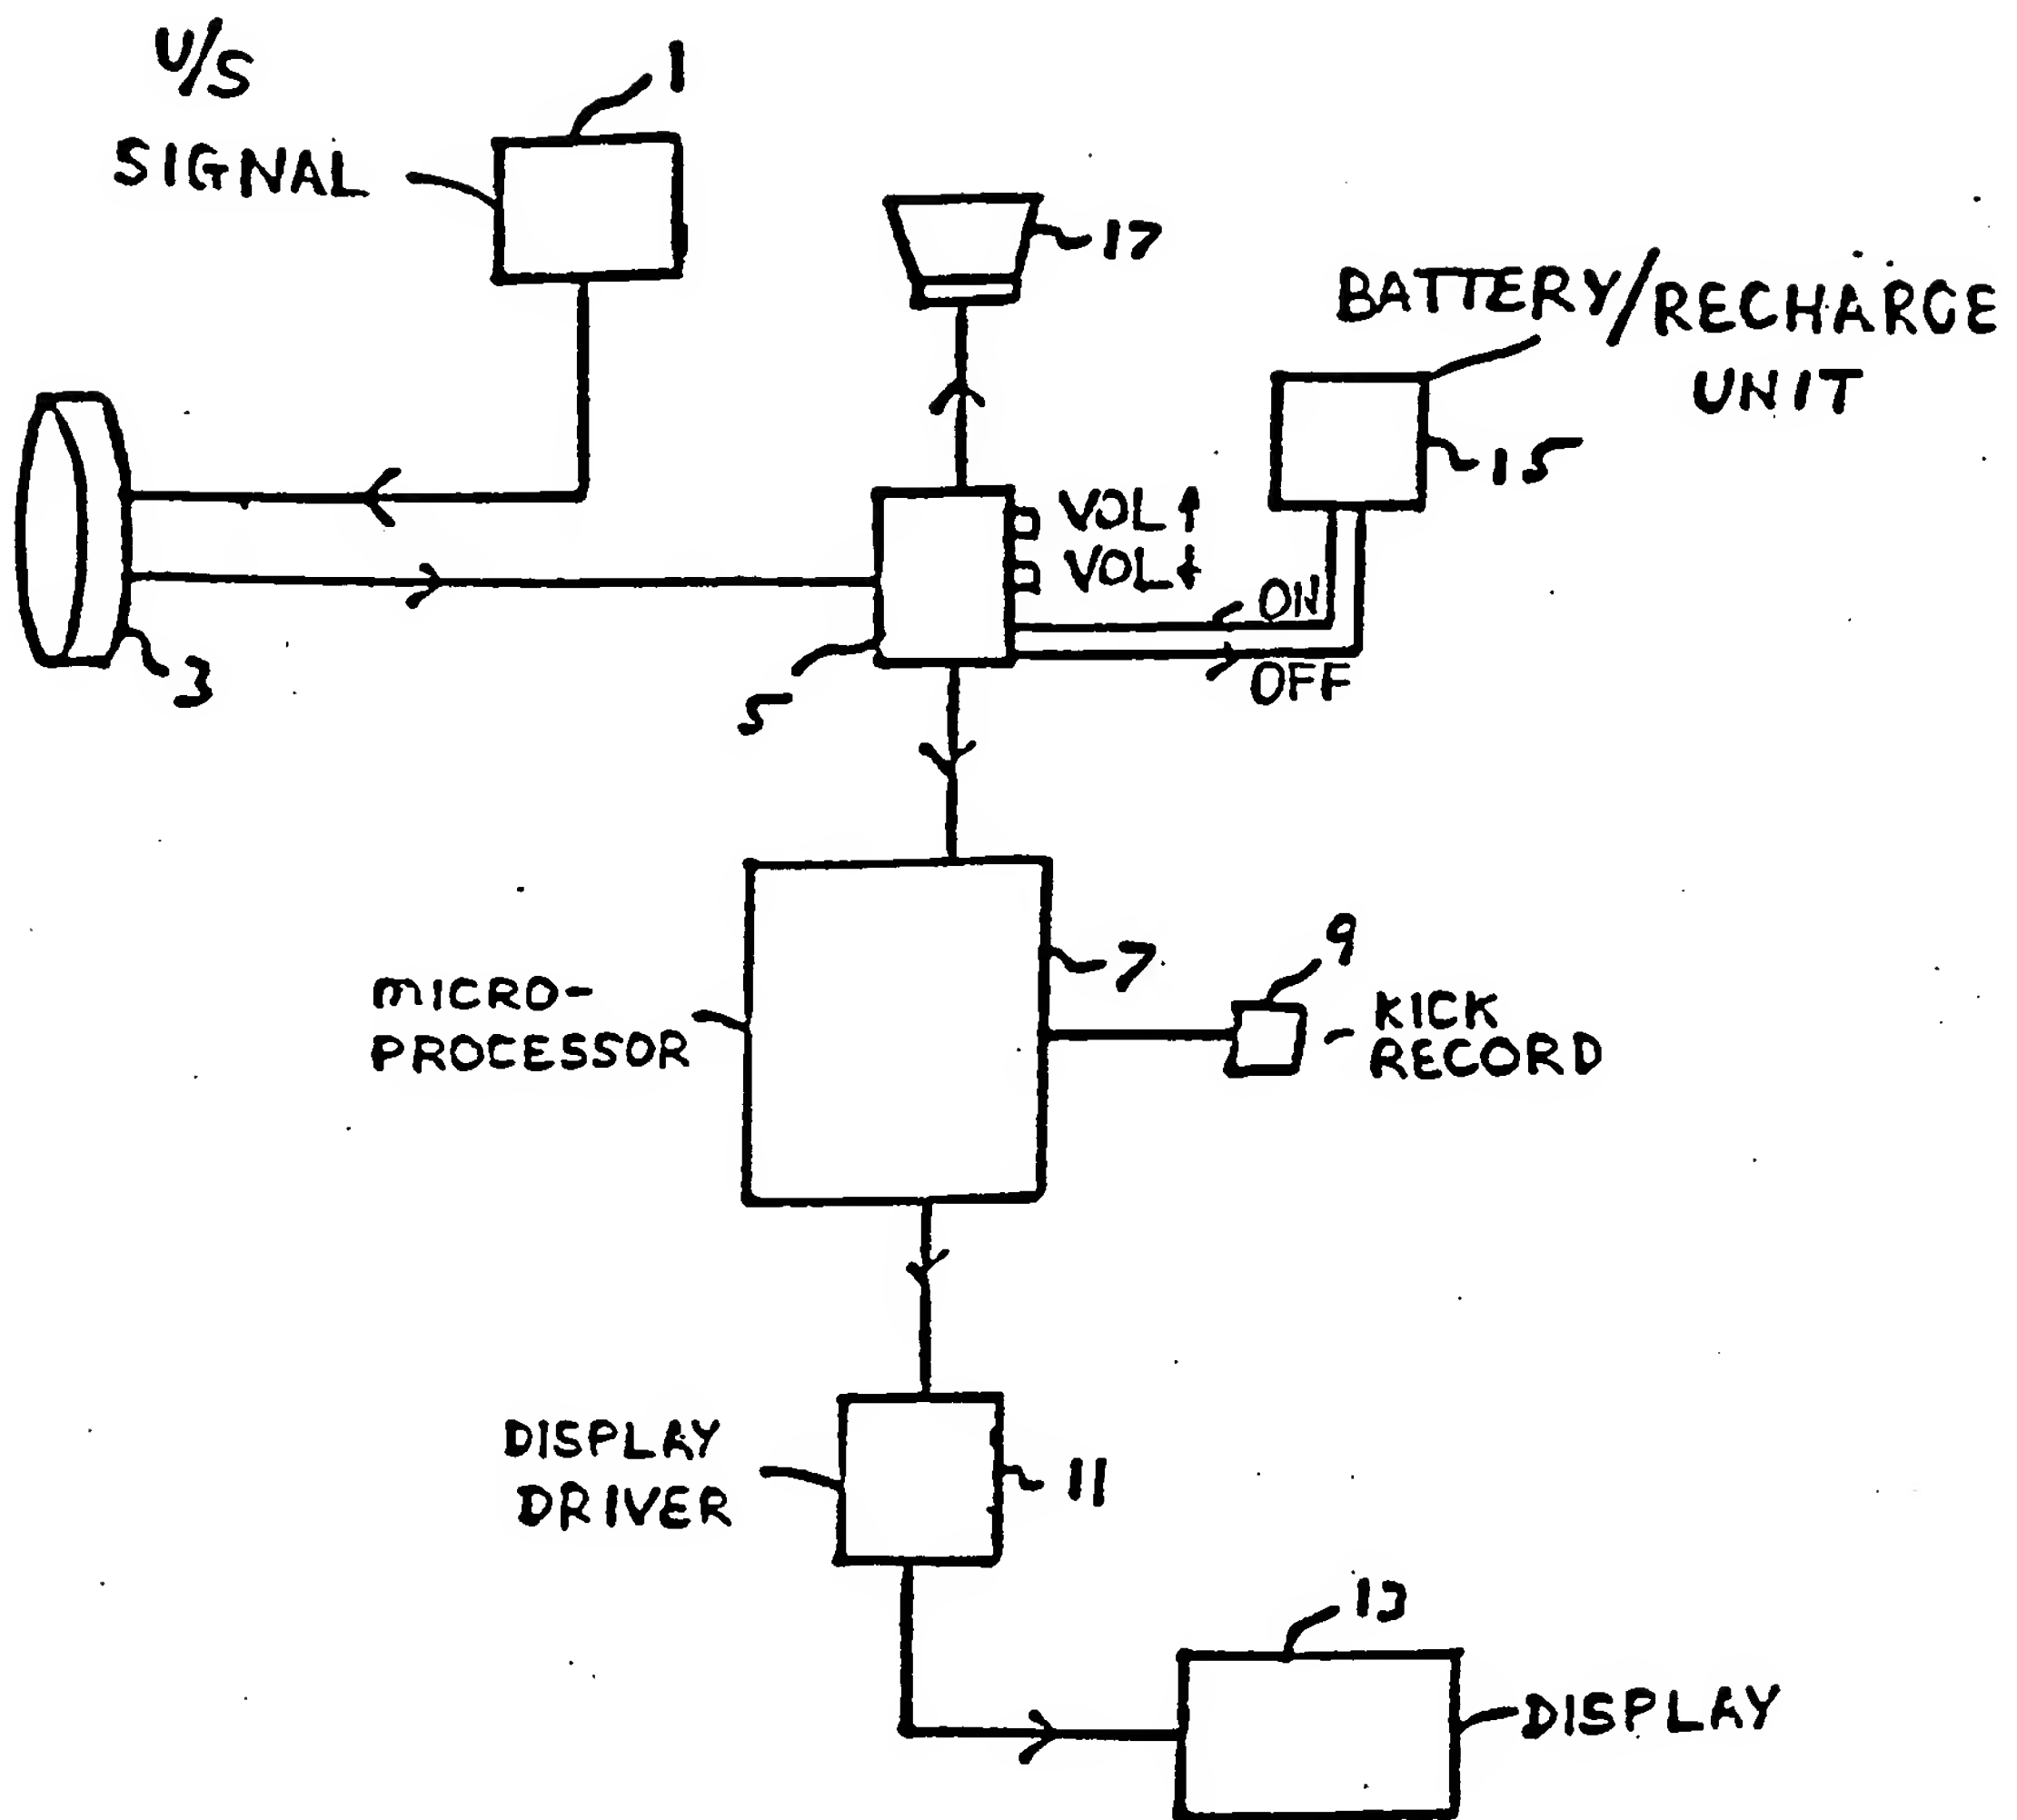 U/S
SIGNAL
1
17
BATTERY/RECHARGE
UNIT
15
VOL↑
VOL↓
ON
OFF
3
5
7
9
MICRO-
PROCESSOR
KICK
RECORD
DISPLAY
DRIVER
11
13
DISPLAY